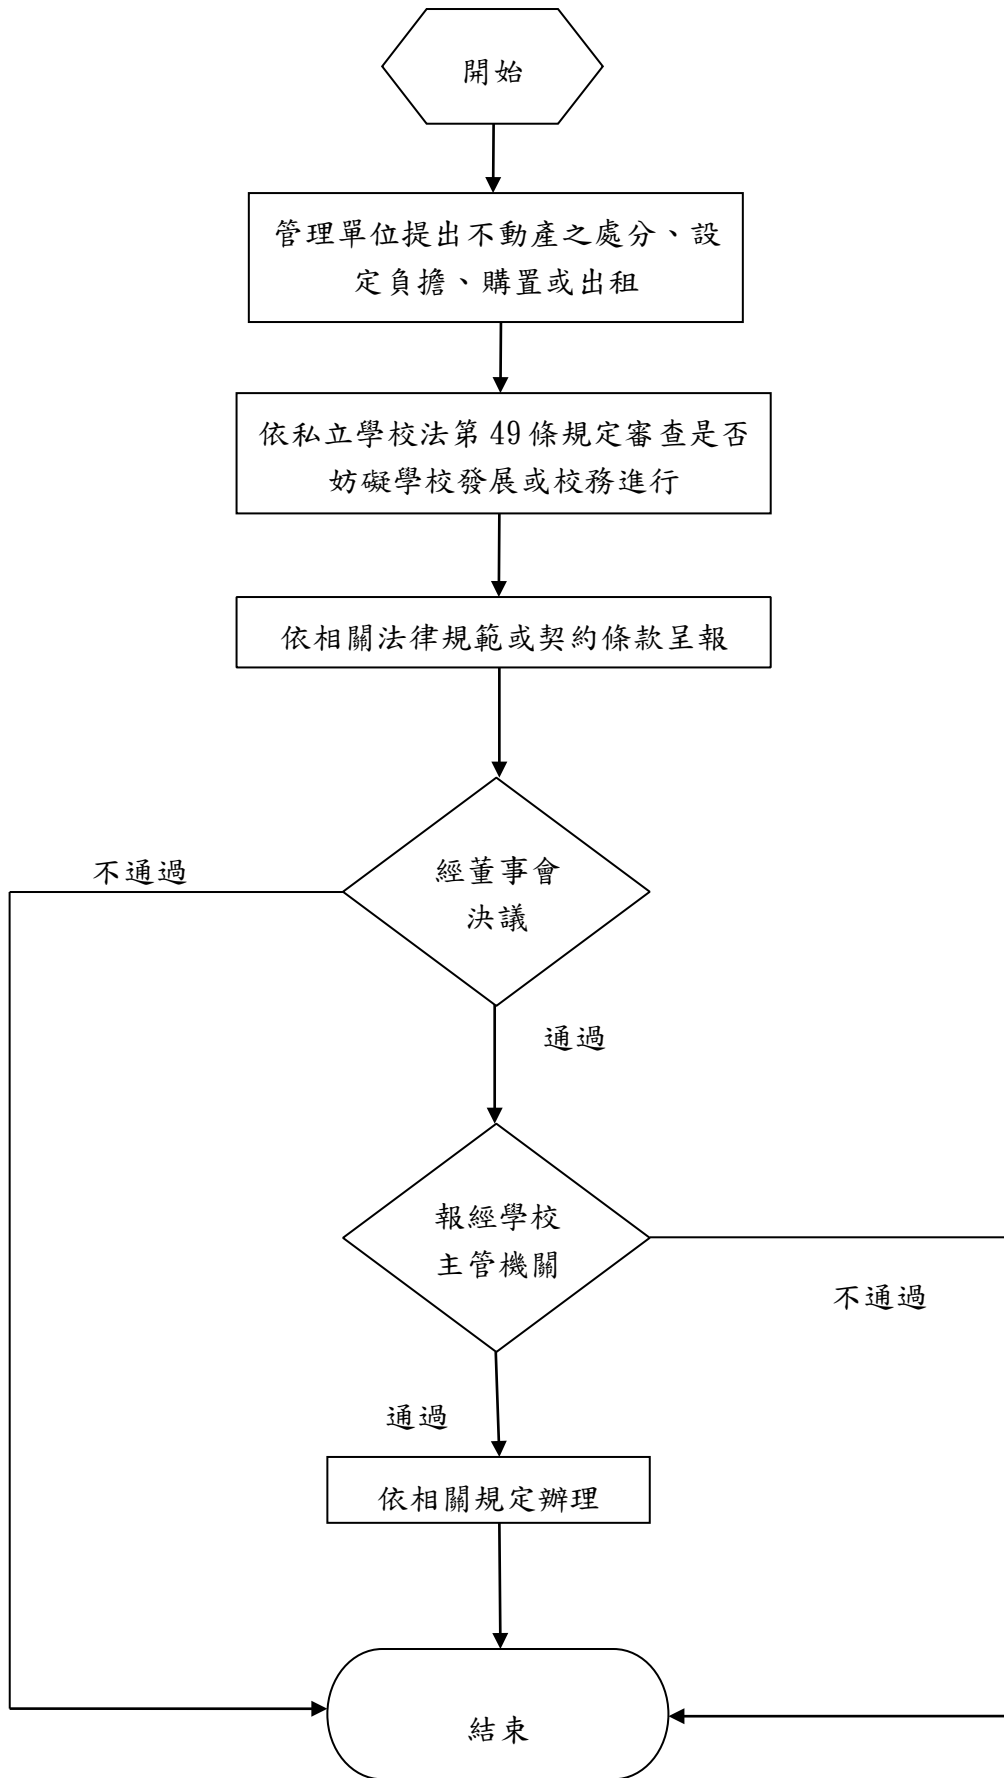 開始
管理單位提出不動產之處分、設
定負擔、購置或出租
依私立學校法第 49 條規定審查是否
妨礙學校發展或校務進行
依相關法律規範或契約條款呈報
不通過
經董事會
決議
通過
報經學校
主管機關
不通過
通過
依相關規定辦理
結束